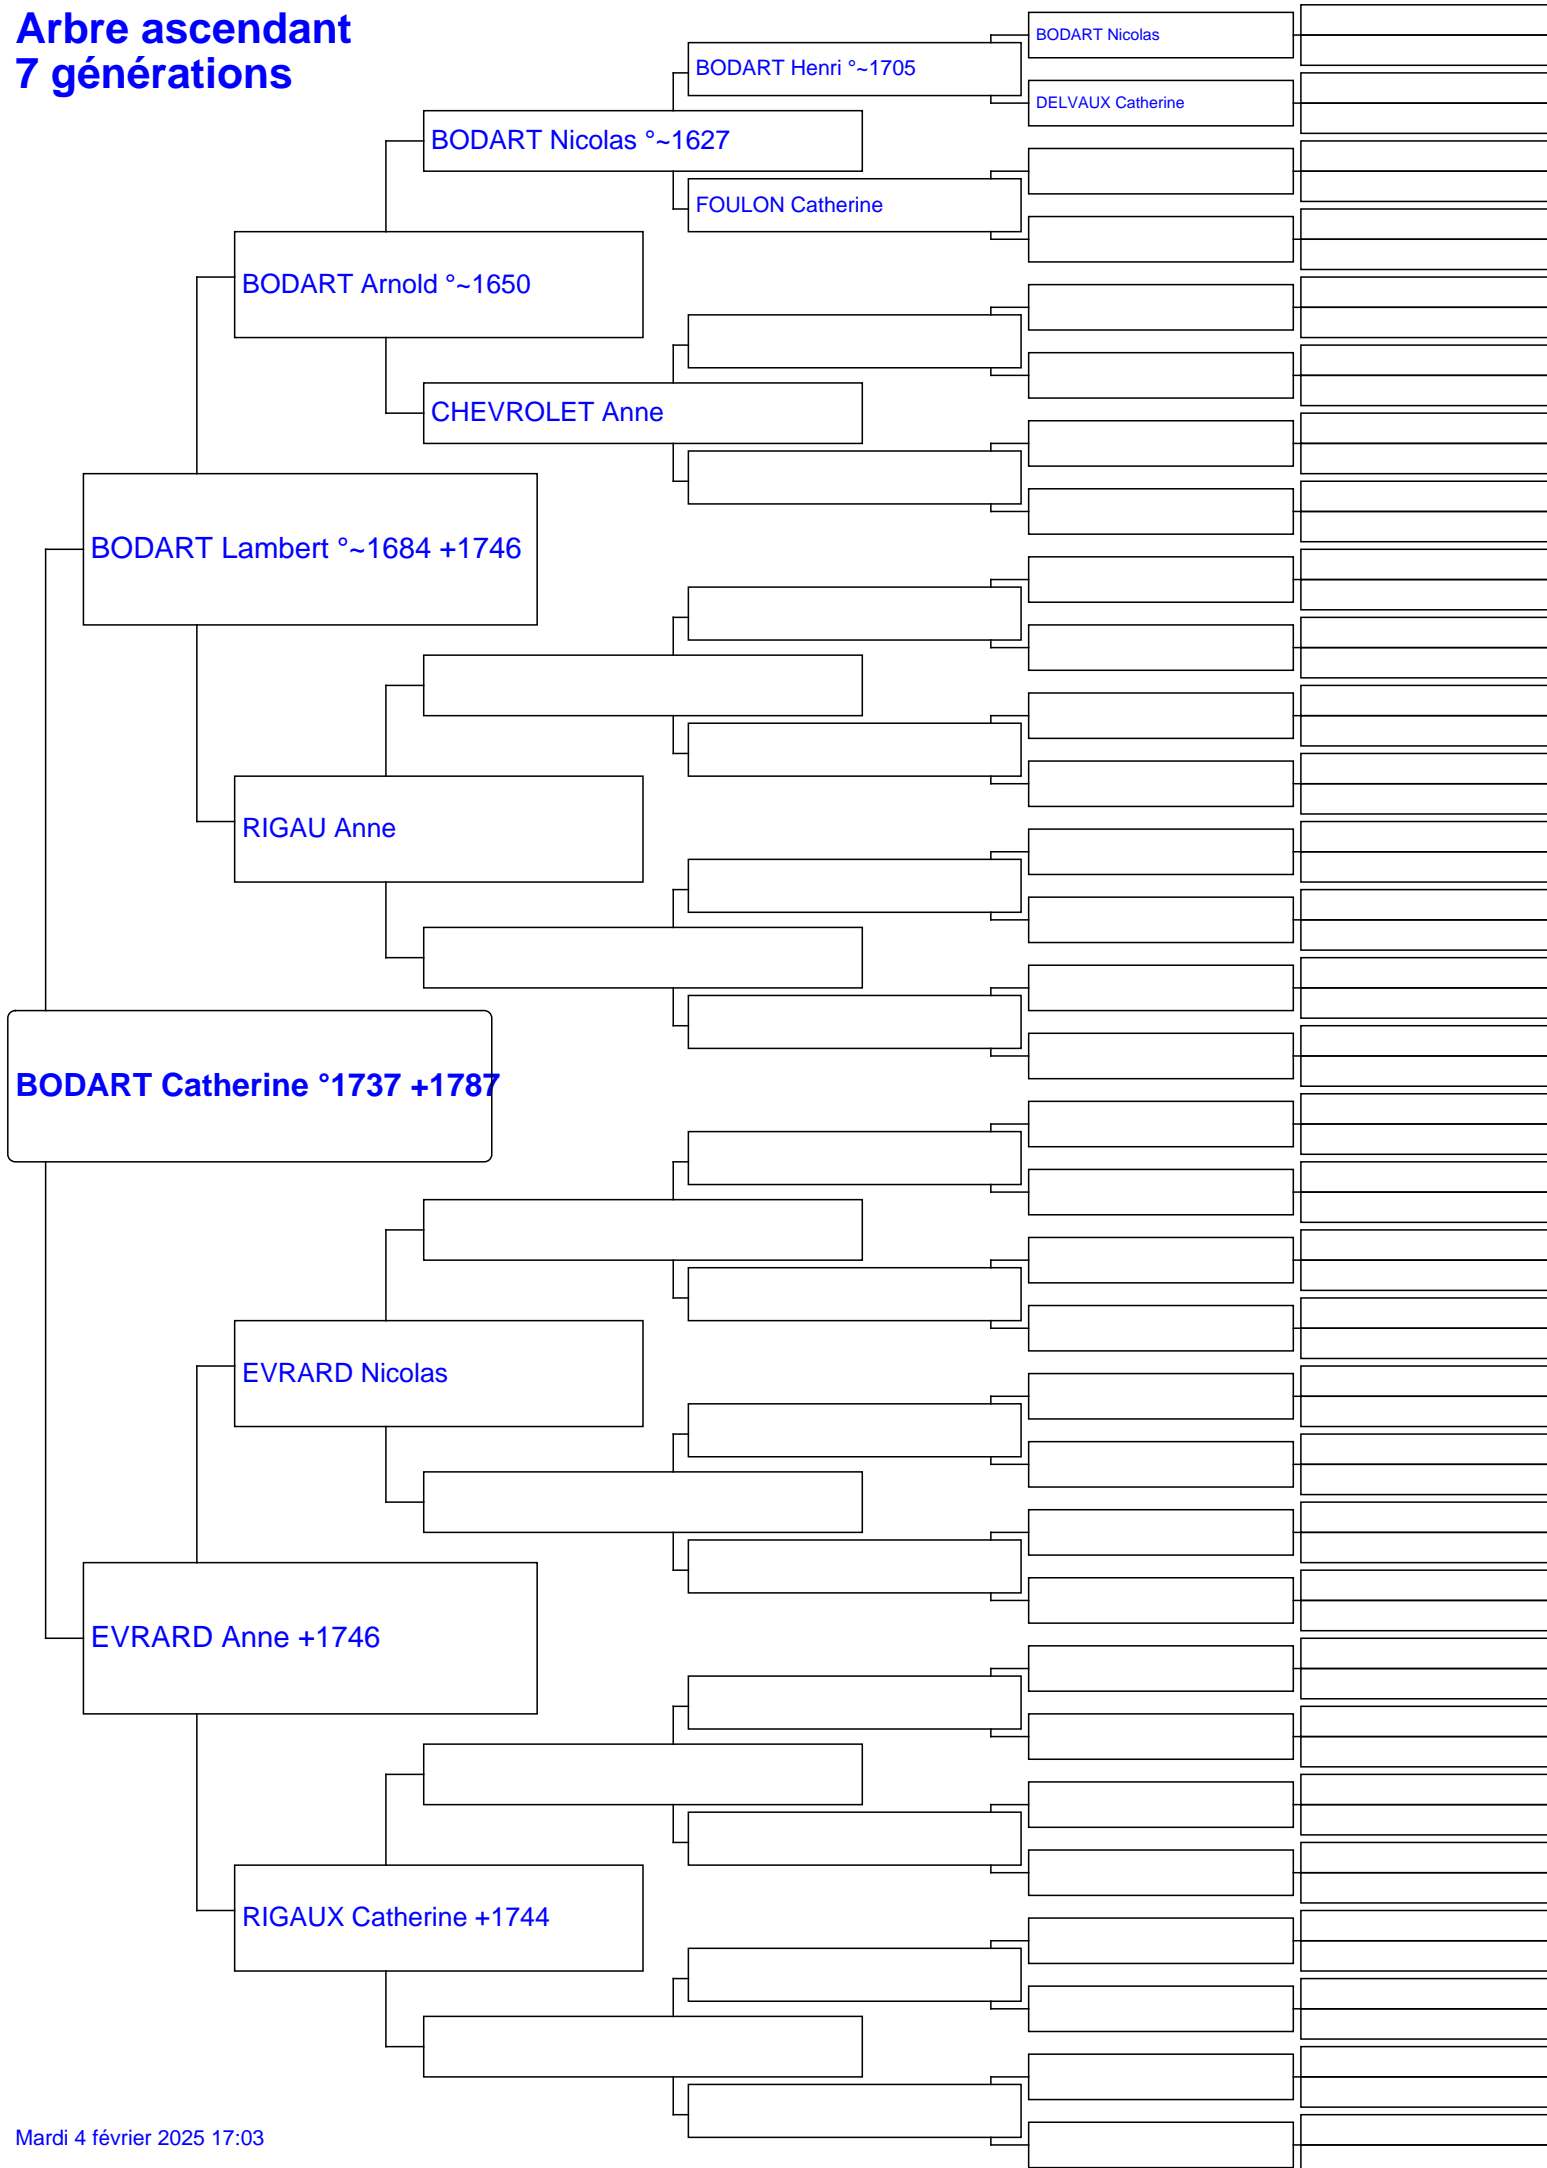 Arbre ascendant
7 générations
BODART Nicolas
BODART Henri °~1705
DELVAUX Catherine
BODART Nicolas °~1627
FOULON Catherine
BODART Arnold °~1650
CHEVROLET Anne
BODART Lambert °~1684 +1746
RIGAU Anne
BODART Catherine °1737 +1787
EVRARD Nicolas
EVRARD Anne +1746
RIGAUX Catherine +1744
Mardi 4 février 2025 17:03